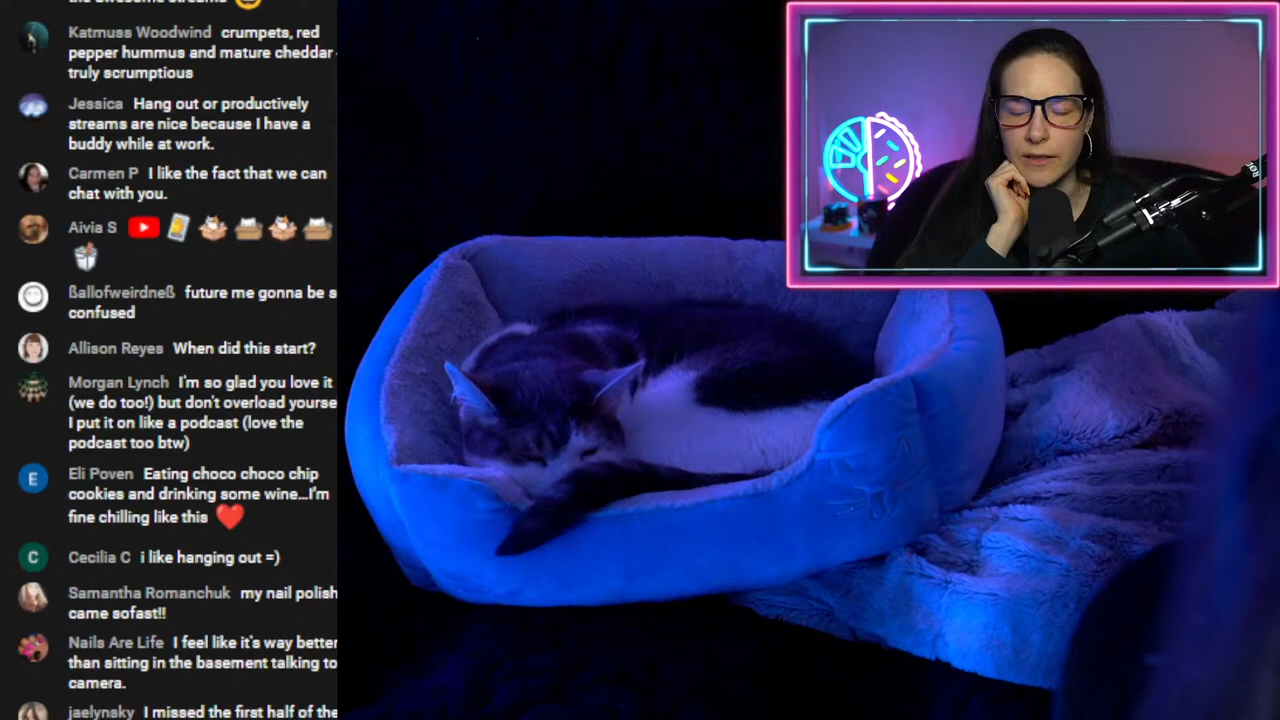 Katmuss Woodwind crumpets, red
pepper hummus and mature cheddar
truly scrumptious
Jessica Hang out or productively
streams are nice because I have a
buddy while at work.
Carmen P I like the fact that we can
chat with you.
Aivia S
ßallofweirdneß future me gonna be s
confused
Allison Reyes When did this start?
Morgan Lynch I'm so glad you love it
(we do too!) but don't overload yourse
I put it on like a podcast (love the
podcast too btw)
E
Eli Poven Eating choco choco chip
cookies and drinking some wine...I'm
fine chilling like this
C
Cecilia C i like hanging out =)
Samantha Romanchuk my nail polish
came sofast!!
Nails Are Life I feel like it's way better
than sitting in the basement talking to
camera.
jaelynsky I missed the first half of the